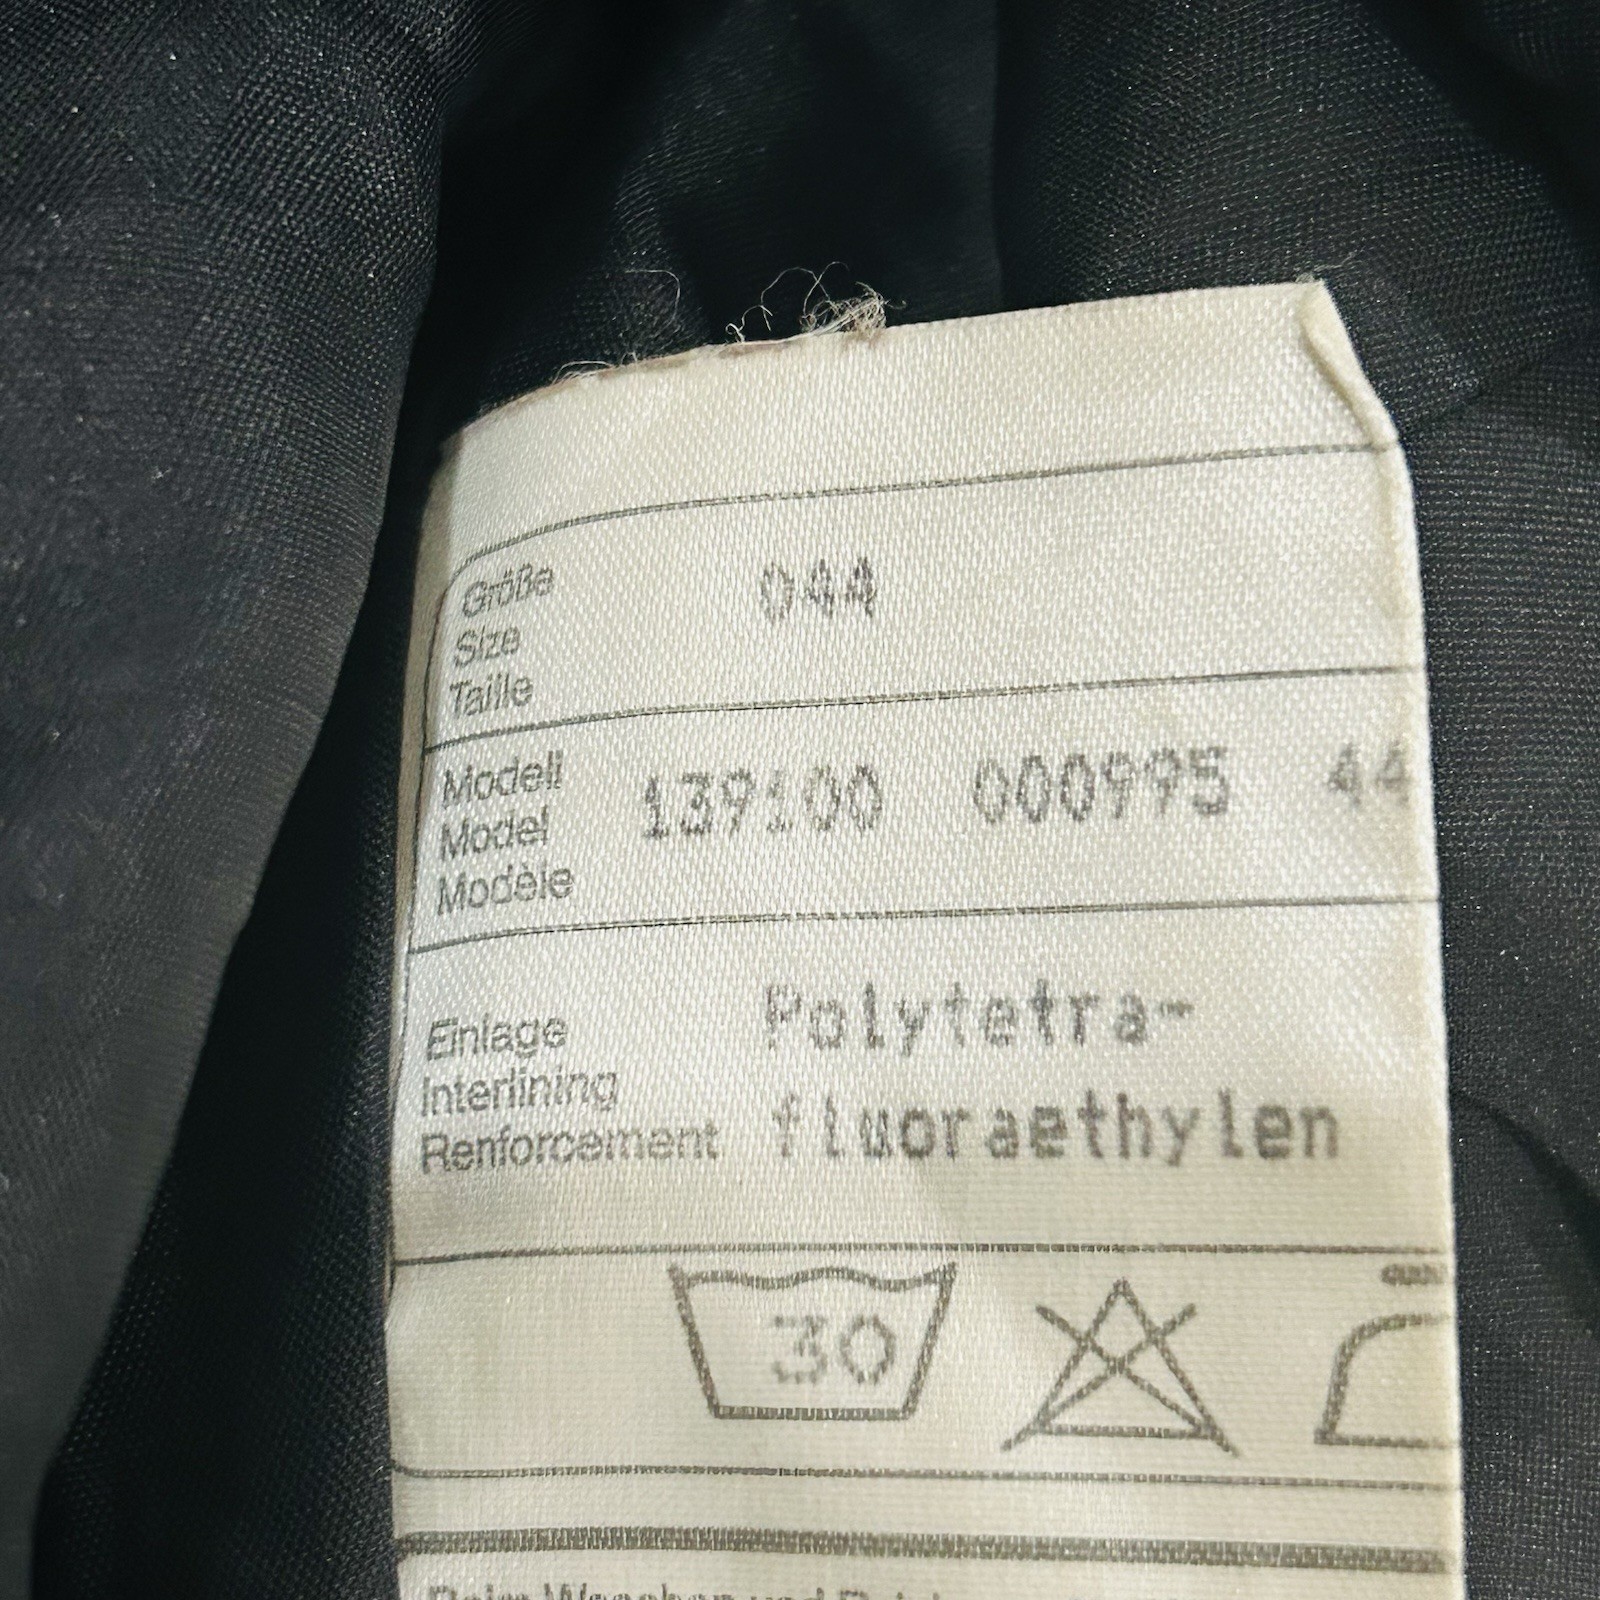 Größe
Size 044
Taille
Modell
Model 139100 000995 44
Modèle
Einlage Polytetra-
Interlining
Renforcement fluoraethylen
30